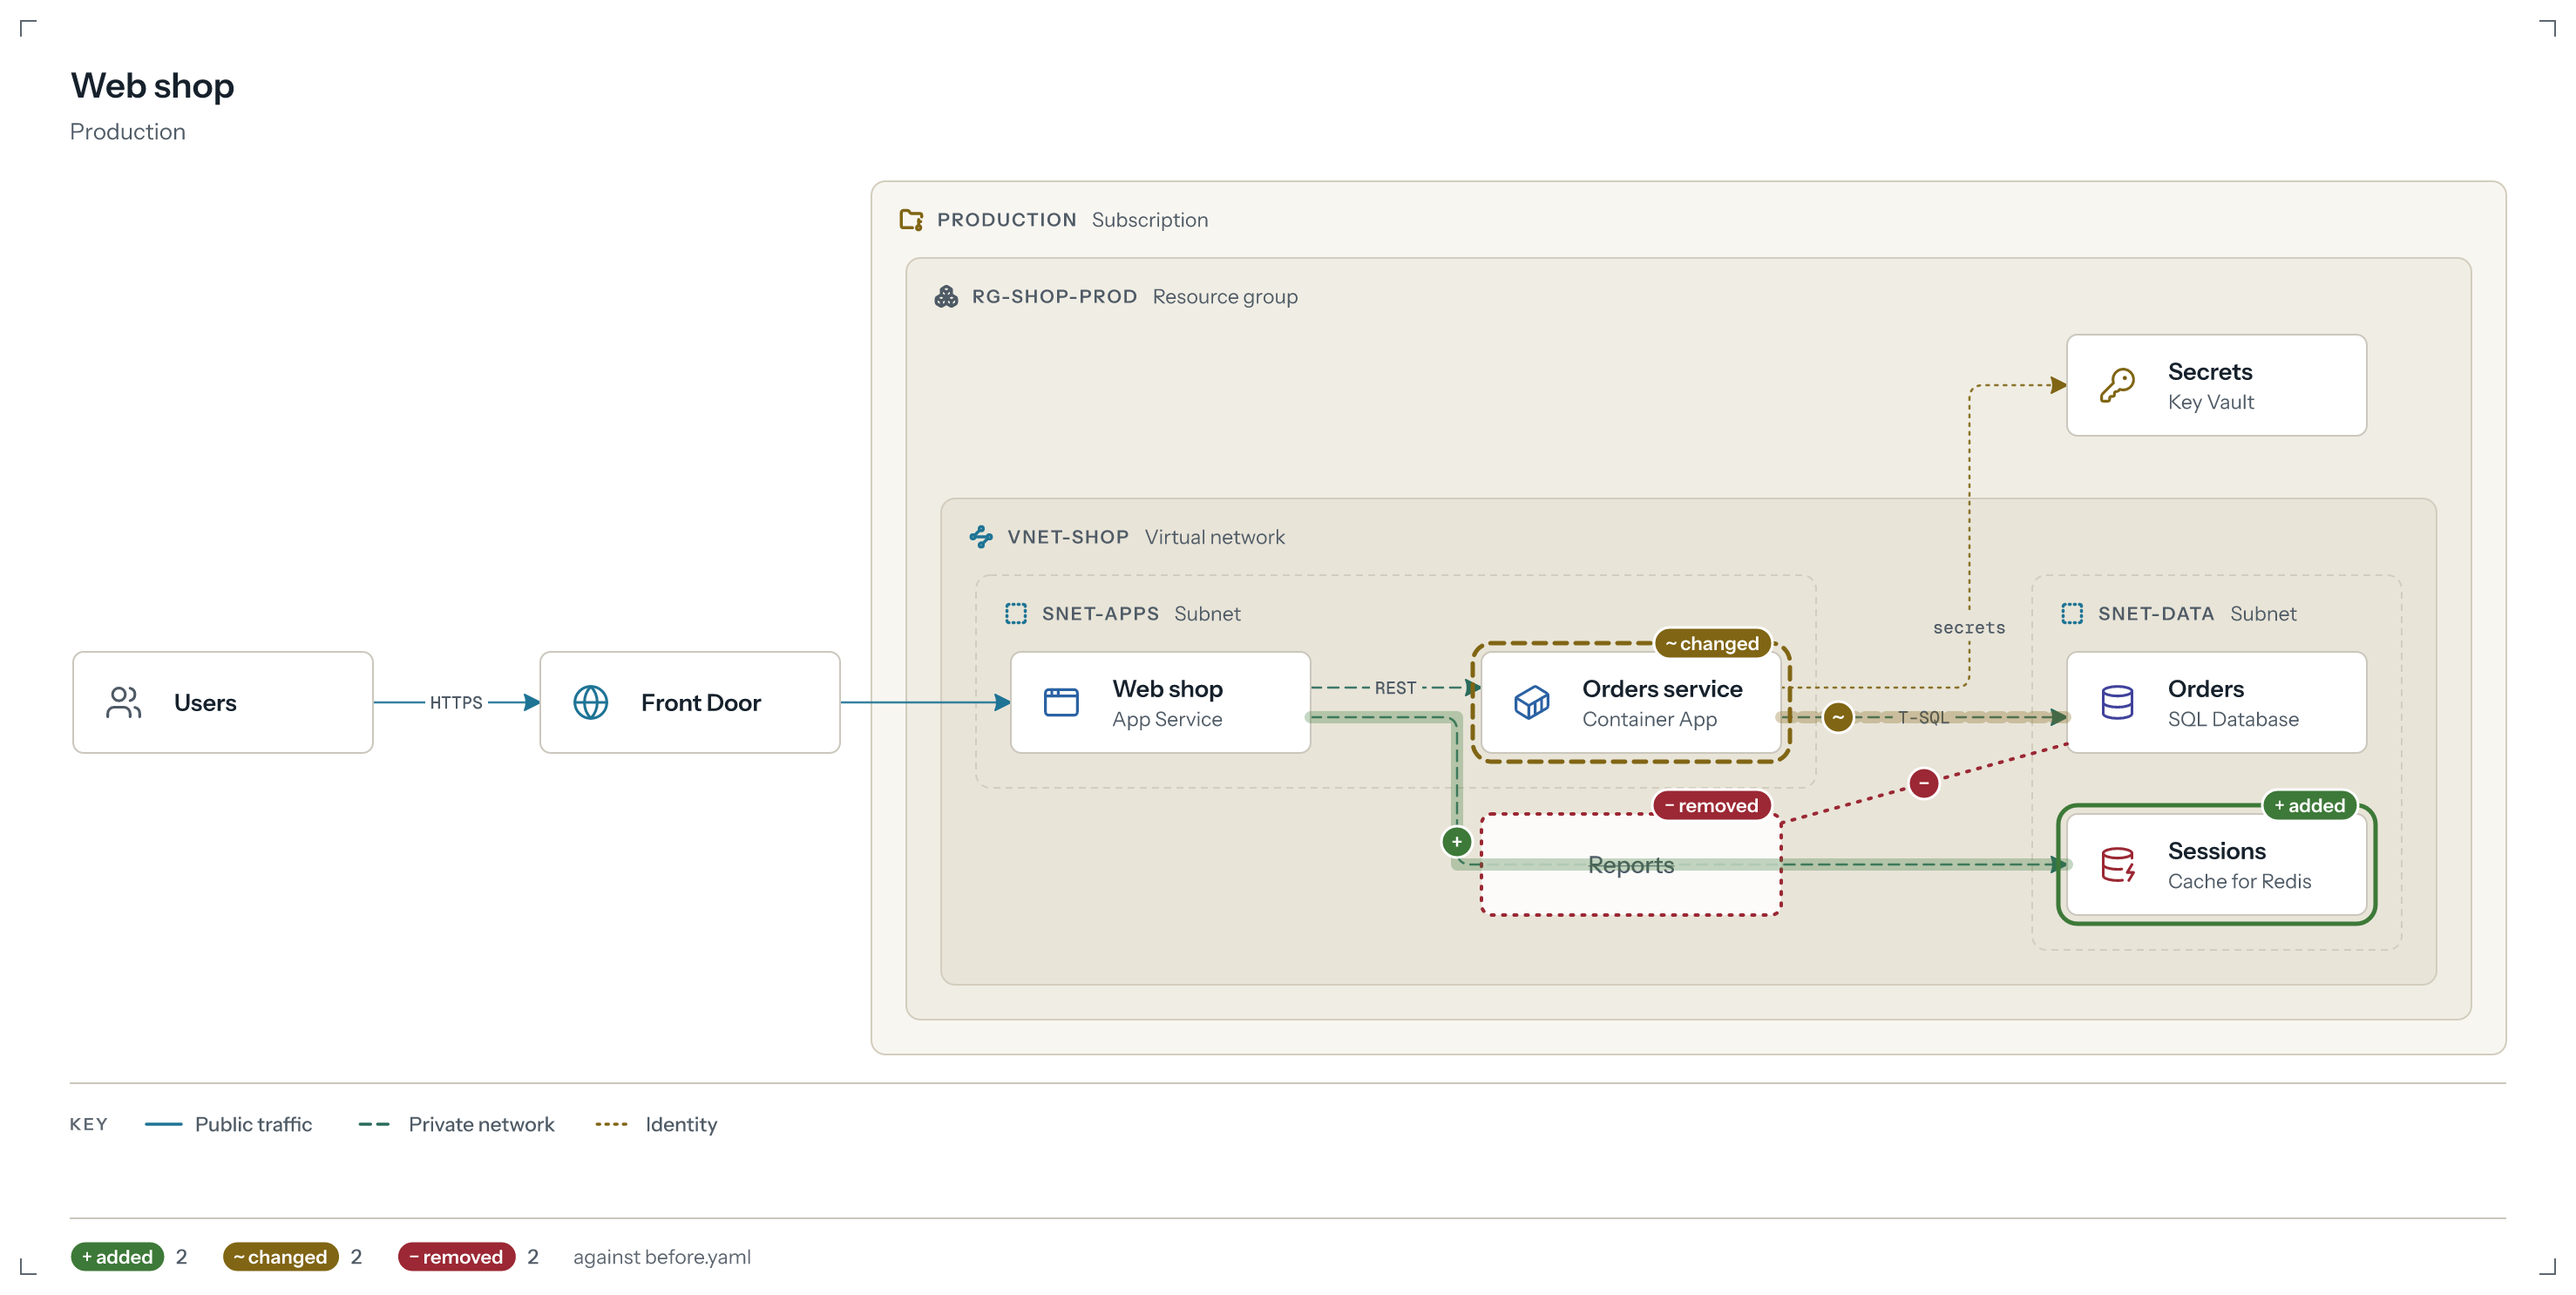 Web shop
Production
PRODUCTION Subscription
RG-SHOP-PROD Resource group
Secrets
Key Vault
VNET-SHOP Virtual network
SNET-APPS Subnet
SNET-DATA Subnet
secrets
~ changed
Users
HTTPS
Front Door
Web shop
App Service
REST
Orders service
Container App
~
T-SQL
Orders
SQL Database
−
− removed
+ added
+
Reports
Sessions
Cache for Redis
KEY Public traffic Private network Identity
+ added 2 ~ changed 2 − removed 2 against before.yaml